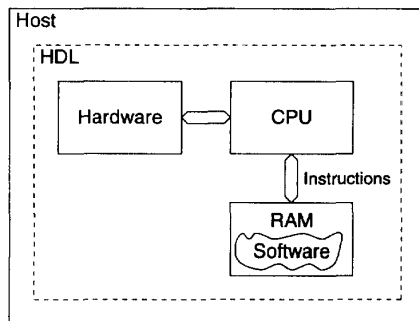 Host
HDL
Hardware
CPU
Instructions
RAM
Software